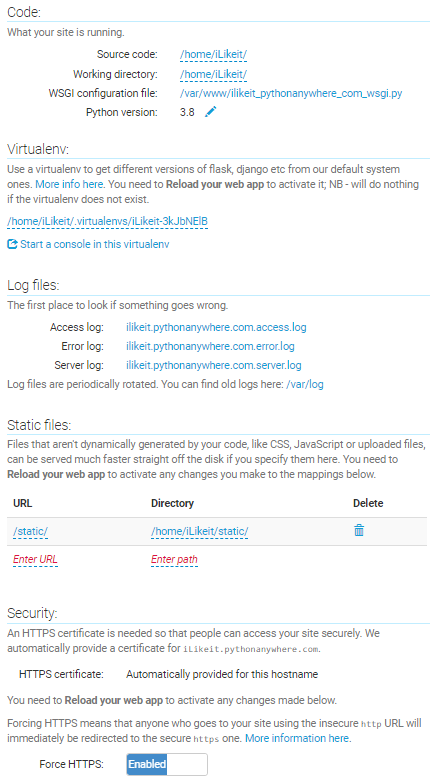 Code:
What your site is running.
Source code: /home/iLikeit/
Working directory: /home/iLikeit/
WSGI configuration file: /var/www/ilikeit_pythonanywhere_com_wsgi.py
Python version: 3.8
Virtualenv:
Use a virtualenv to get different versions of flask, django etc from our default system
ones. More info here. You need to Reload your web app to activate it; NB - will do nothing
if the virtualenv does not exist.
/home/iLikeit/.virtualenvs/iLikeit-3kJbNElB
Start a console in this virtualenv
Log files:
The first place to look if something goes wrong.
Access log: ilikeit.pythonanywhere.com.access.log
Error log: ilikeit.pythonanywhere.com.error.log
Server log: ilikeit.pythonanywhere.com.server.log
Log files are periodically rotated. You can find old logs here: /var/log
Static files:
Files that aren't dynamically generated by your code, like CSS, JavaScript or uploaded files,
can be served much faster straight off the disk if you specify them here. You need to
Reload your web app to activate any changes you make to the mappings below.
URL Directory Delete
/static/ /home/iLikeit/static/
Enter URL Enter path
Security:
An HTTPS certificate is needed so that people can access your site securely. We
automatically provide a certificate for iLikeit.pythonanywhere.com.
HTTPS certificate: Automatically provided for this hostname
You need to Reload your web app to activate any changes made below.
Forcing HTTPS means that anyone who goes to your site using the insecure http URL will
immediately be redirected to the secure https one. More information here.
Force HTTPS: Enabled